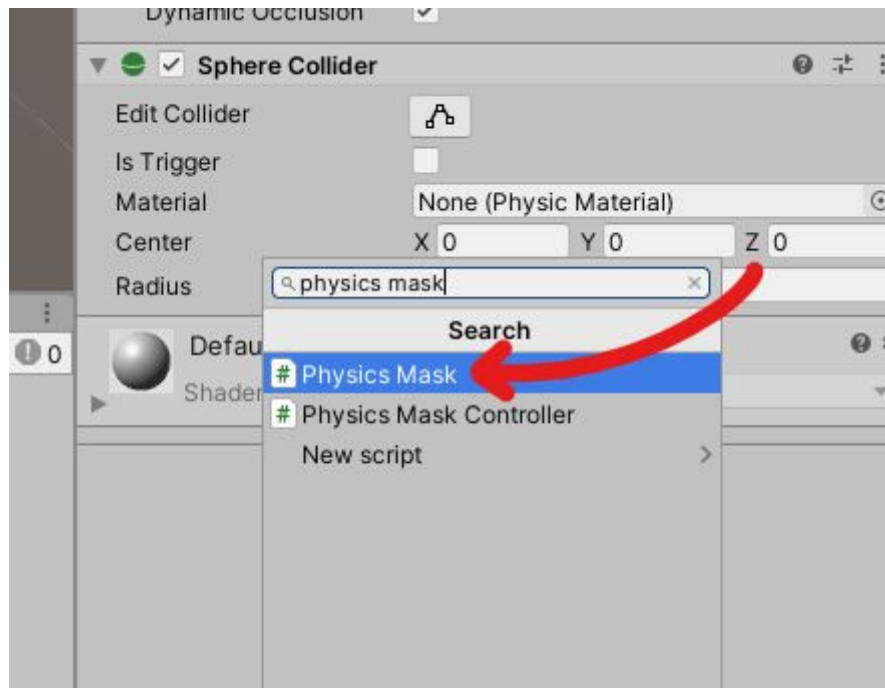 Dynamic Occlusion
Sphere Collider
Edit Collider
Is Trigger
Material None (Physic Material)
Center X 0 Y 0 Z 0
Radius
physics mask
Search
0 Defau
# Physics Mask
Shader
# Physics Mask Controller
New script